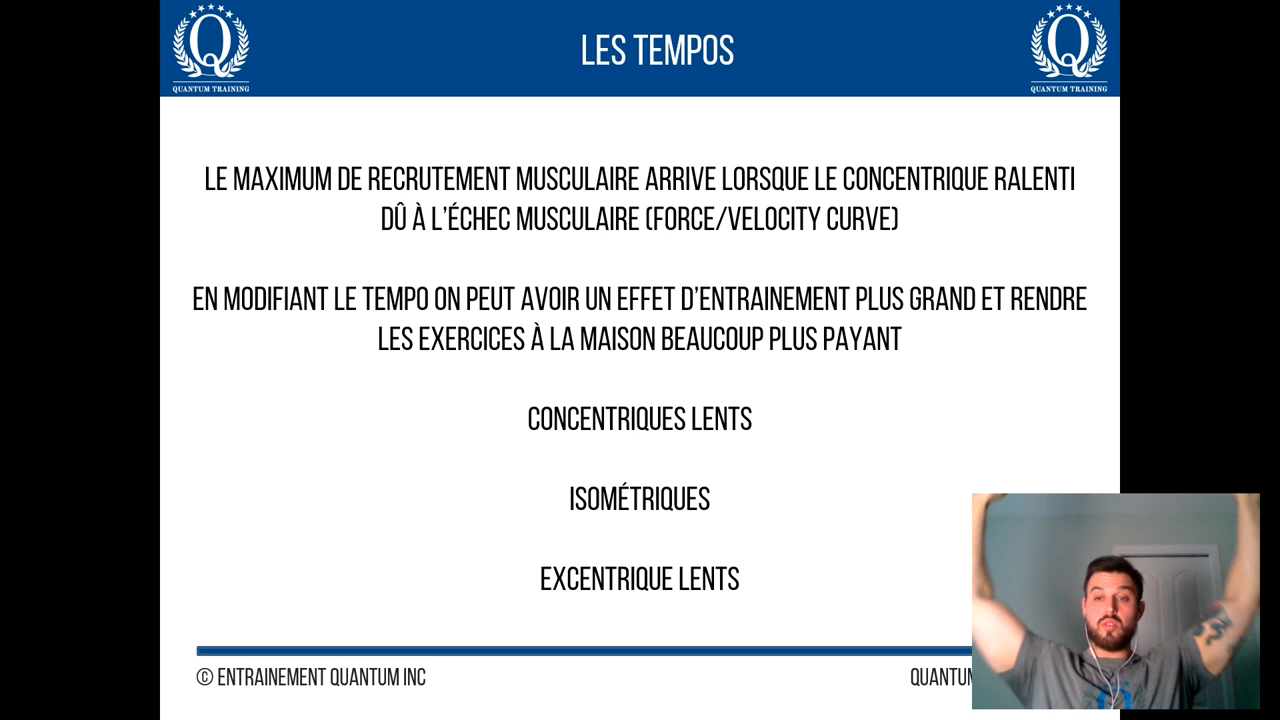 QUANTUM TRAINING
LES TEMPOS
QUANTUM TRAINING
LE MAXIMUM DE RECRUTEMENT MUSCULAIRE ARRIVE LORSQUE LE CONCENTRIQUE RALENTI
DÛ À L'ÉCHEC MUSCULAIRE (FORCE/VELOCITY CURVE)
EN MODIFIANT LE TEMPO ON PEUT AVOIR UN EFFET D'ENTRAINEMENT PLUS GRAND ET RENDRE
LES EXERCICES À LA MAISON BEAUCOUP PLUS PAYANT
CONCENTRIQUES LENTS
ISOMÉTRIQUES
EXCENTRIQUE LENTS
© ENTRAINEMENT QUANTUM INC